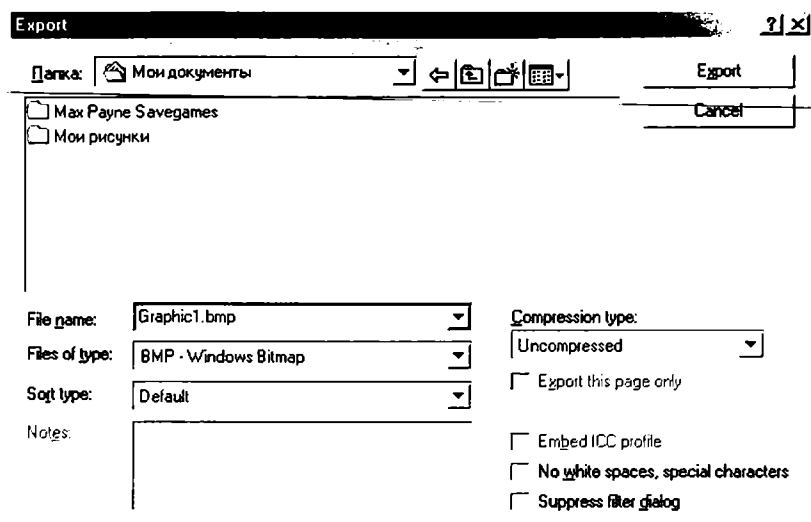 Export
Папка: Мои документы Export
Max Payne Savegames Cancel
Мои рисунки
File name: Graphic1.bmp Compression type:
Files of type: BMP - Windows Bitmap Uncompressed
Sort type: Default Export this page only
Notes:
Embed ICC profile
No white spaces, special characters
Suppress filter dialog